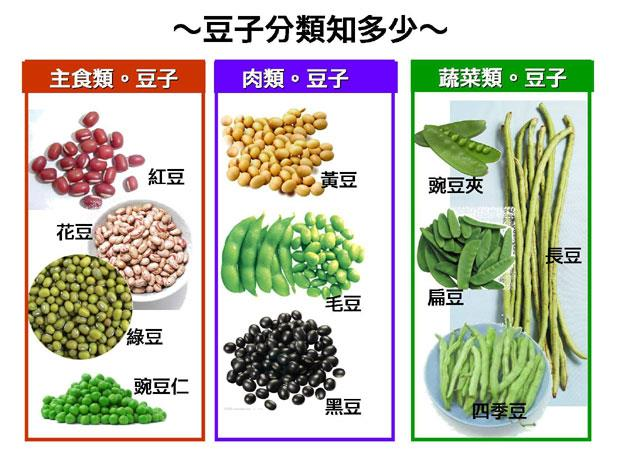 ～豆子分類知多少～
主食類。豆子
紅豆
花豆
綠豆
豌豆仁
肉類。豆子
黃豆
毛豆
黑豆
蔬菜類。豆子
豌豆夾
長豆
扁豆
四季豆